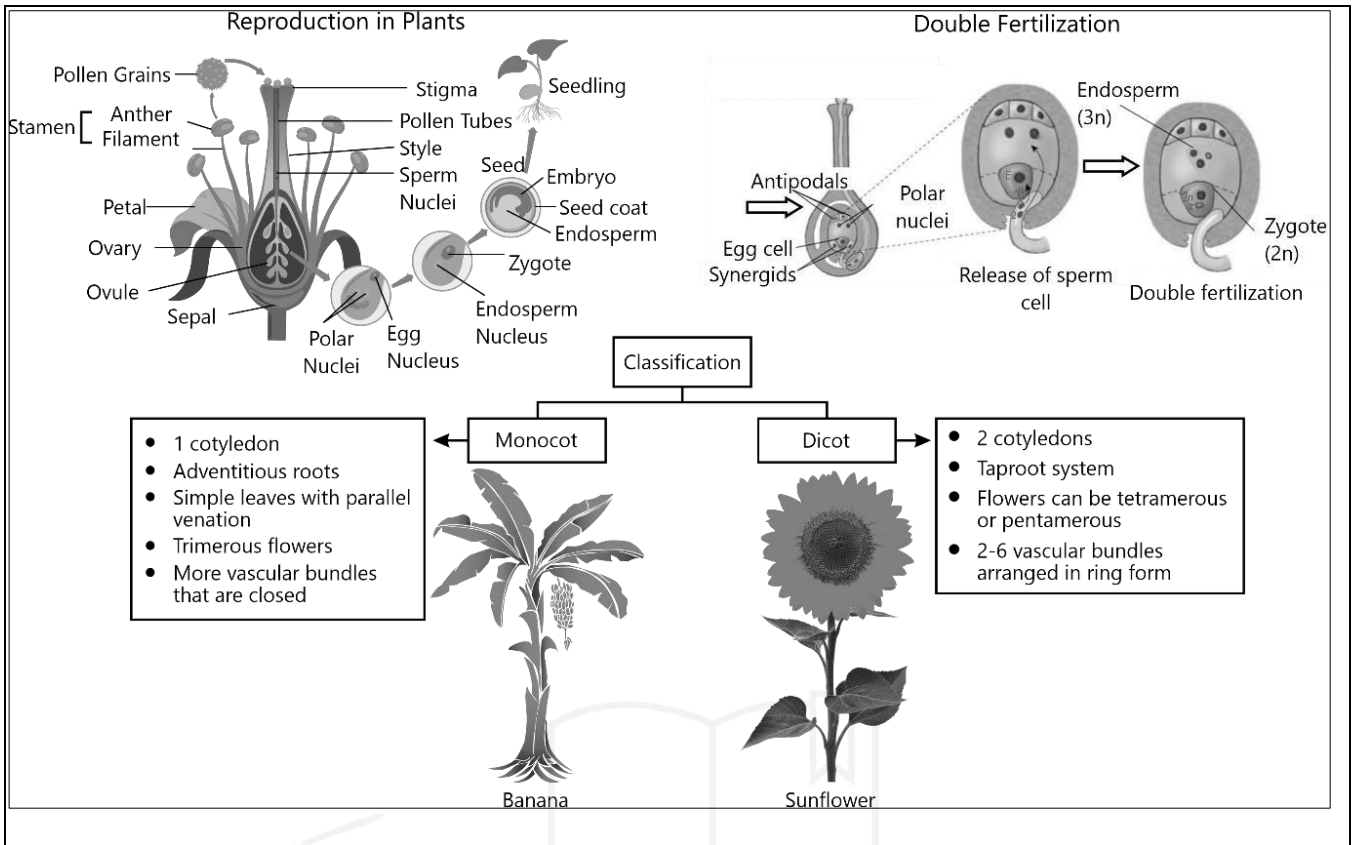 Reproduction in Plants
Pollen Grains
Stamen
Anther
Filament
Petal
Ovary
Ovule
Sepal
Stigma
Pollen Tubes
Style
Sperm
Nuclei
Polar
Nuclei
Egg
Nucleus
Zygote
Endosperm
Nucleus
Seed
Embryo
Seed coat
Endosperm
Seedling
Double Fertilization
Antipodals
Polar
nuclei
Egg cell
Synergids
Release of sperm
cell
Endosperm
(3n)
Zygote
(2n)
Double fertilization
Classification
Monocot
• 1 cotyledon
• Adventitious roots
• Simple leaves with parallel
venation
• Trimerous flowers
• More vascular bundles
that are closed
Banana
Dicot
• 2 cotyledons
• Taproot system
• Flowers can be tetramerous
or pentamerous
• 2-6 vascular bundles
arranged in ring form
Sunflower